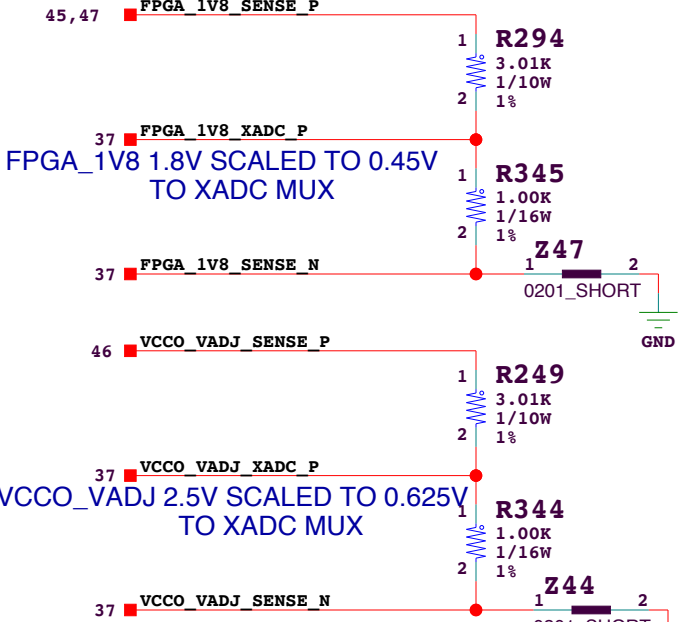 45,47 FPGA_1V8_SENSE_P
1 R294
3.01K
1/10W
2 1%
37 FPGA_1V8_XADC_P
FPGA_1V8 1.8V SCALED TO 0.45V
TO XADC MUX
1 R345
1.00K
1/16W
2 1%
Z47
37 FPGA_1V8_SENSE_N
1 2
0201_SHORT
GND
46 VCCO_VADJ_SENSE_P
1 R249
3.01K
1/10W
2 1%
37 VCCO_VADJ_XADC_P
VCCO_VADJ 2.5V SCALED TO 0.625V
TO XADC MUX
1 R344
1.00K
1/16W
2 1%
Z44
37 VCCO_VADJ_SENSE_N
1 2